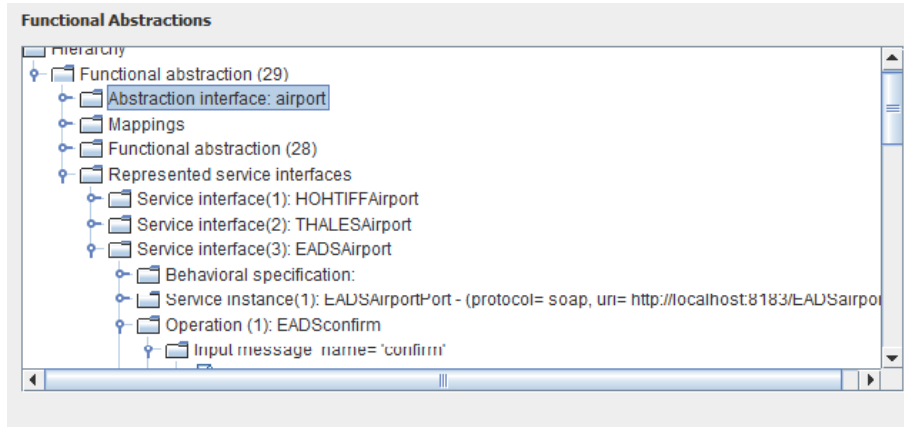 Functional Abstractions
Hierarchy
Functional abstraction (29)
Abstraction interface: airport
Mappings
Functional abstraction (28)
Represented service interfaces
Service interface(1): HOHTIFFAirport
Service interface(2): THALESAirport
Service interface(3): EADSAirport
Behavioral specification:
Service instance(1): EADSAirportPort - (protocol= soap, uri= http://localhost:8183/EADSairpor
Operation (1): EADSconfirm
Input message name= 'confirm'